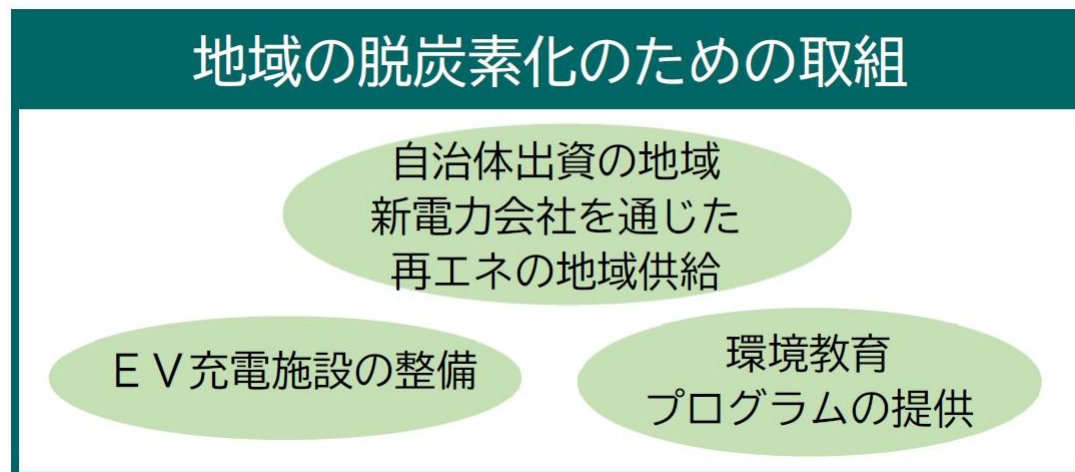 地域の脱炭素化のための取組
自治体出資の地域
新電力会社を通じた
再エネの地域供給
ＥＶ充電施設の整備
環境教育
プログラムの提供